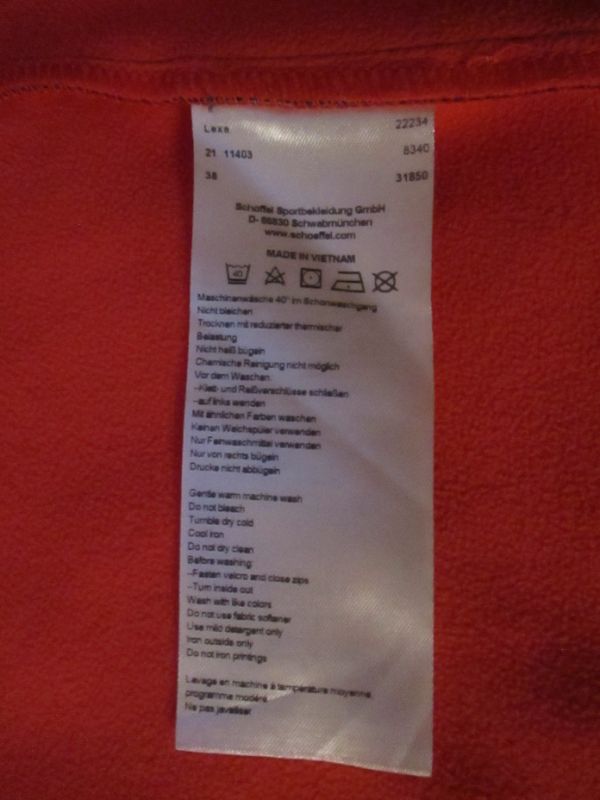 Lexa 22234
21 11403 8340
38 31850
Schöffel Sportbekleidung GmbH
D- 86830 Schwabmünchen
www.schoeffel.com
MADE IN VIETNAM
40
Maschinenwäsche 40° im Schonwaschgang
Nicht bleichen
Trocknen mit reduzierter thermischer
Belastung
Nicht heiß bügeln
Chemische Reinigung nicht möglich
Vor dem Waschen:
–Klett- und Reißverschlüsse schließen
–auf links wenden
Mit ähnlichen Farben waschen
Keinen Weichspüler verwenden
Nur Feinwaschmittel verwenden
Nur von rechts bügeln
Drucke nicht abbügeln
Gentle warm machine wash
Do not bleach
Tumble dry cold
Cool iron
Do not dry clean
Before washing:
–Fasten velcro and close zips
–Turn inside out
Wash with like colors
Do not use fabric softener
Use mild detergent only
Iron outside only
Do not iron printings
Lavage en machine à température moyenne,
programme modéré
Ne pas javelliser